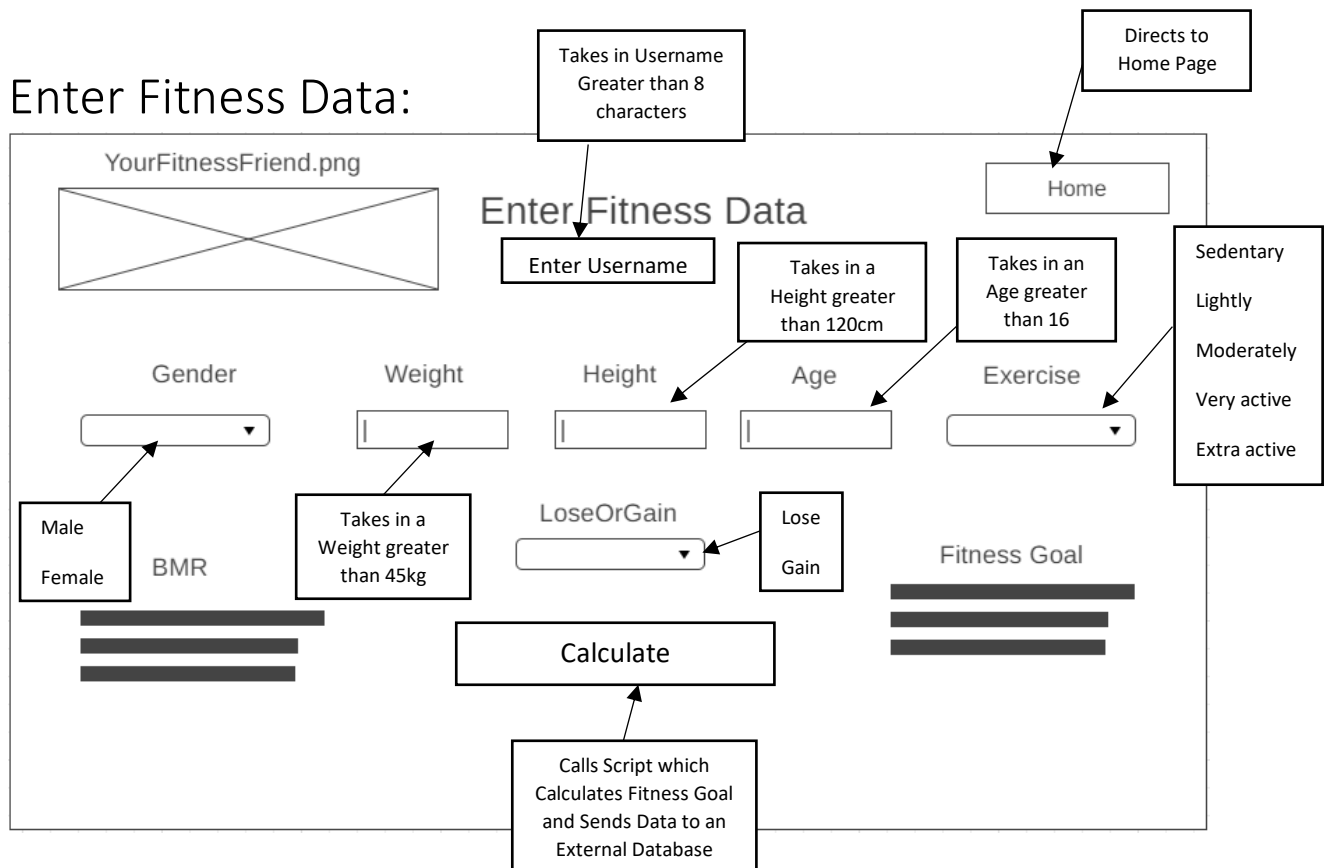 Takes in Username
Greater than 8
characters
Directs to
Home Page
Enter Fitness Data:
YourFitnessFriend.png
Home
Enter Fitness Data
Enter Username
Takes in a
Height greater
than 120cm
Takes in an
Age greater
than 16
Sedentary
Lightly
Moderately
Very active
Extra active
Gender
Weight
Height
Age
Exercise
Male
Female
Takes in a
Weight greater
than 45kg
LoseOrGain
Lose
Gain
BMR
Fitness Goal
Calculate
Calls Script which
Calculates Fitness Goal
and Sends Data to an
External Database